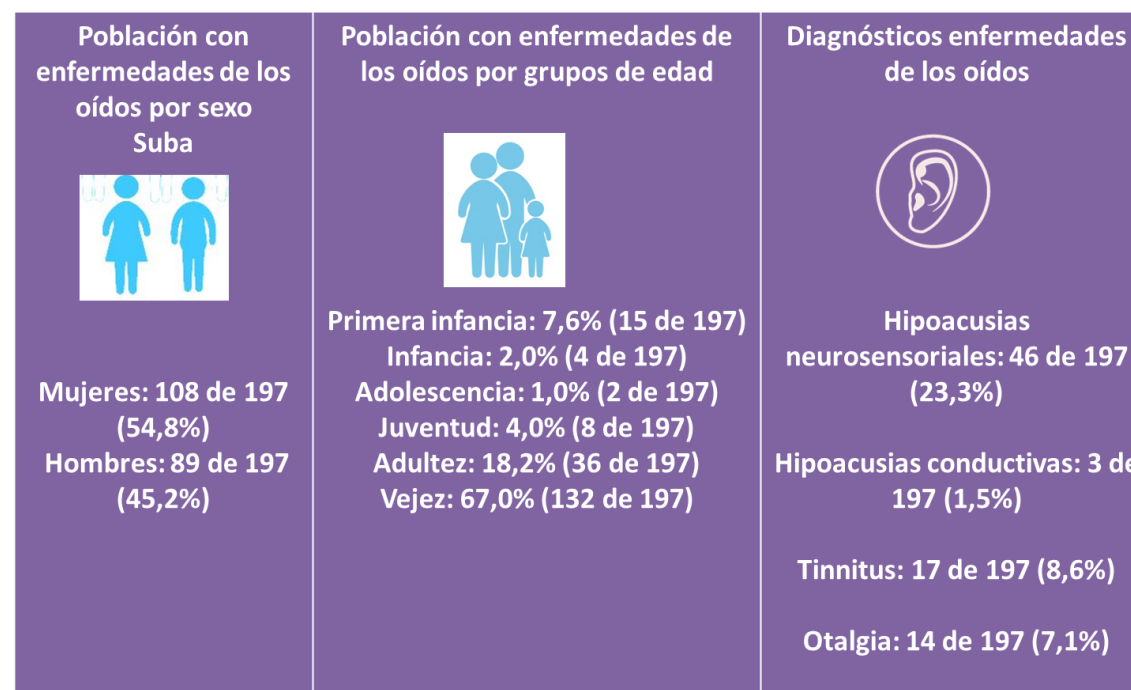 Población con
enfermedades de los
oídos por sexo
Suba
Mujeres: 108 de 197
(54,8%)
Hombres: 89 de 197
(45,2%)
Población con enfermedades de
los oídos por grupos de edad
Primera infancia: 7,6% (15 de 197)
Infancia: 2,0% (4 de 197)
Adolescencia: 1,0% (2 de 197)
Juventud: 4,0% (8 de 197)
Adultez: 18,2% (36 de 197)
Vejez: 67,0% (132 de 197)
Diagnósticos enfermedades
de los oídos
Hipoacusias
neurosensoriales: 46 de 197
(23,3%)
Hipoacusias conductivas: 3 de
197 (1,5%)
Tinnitus: 17 de 197 (8,6%)
Otalgia: 14 de 197 (7,1%)